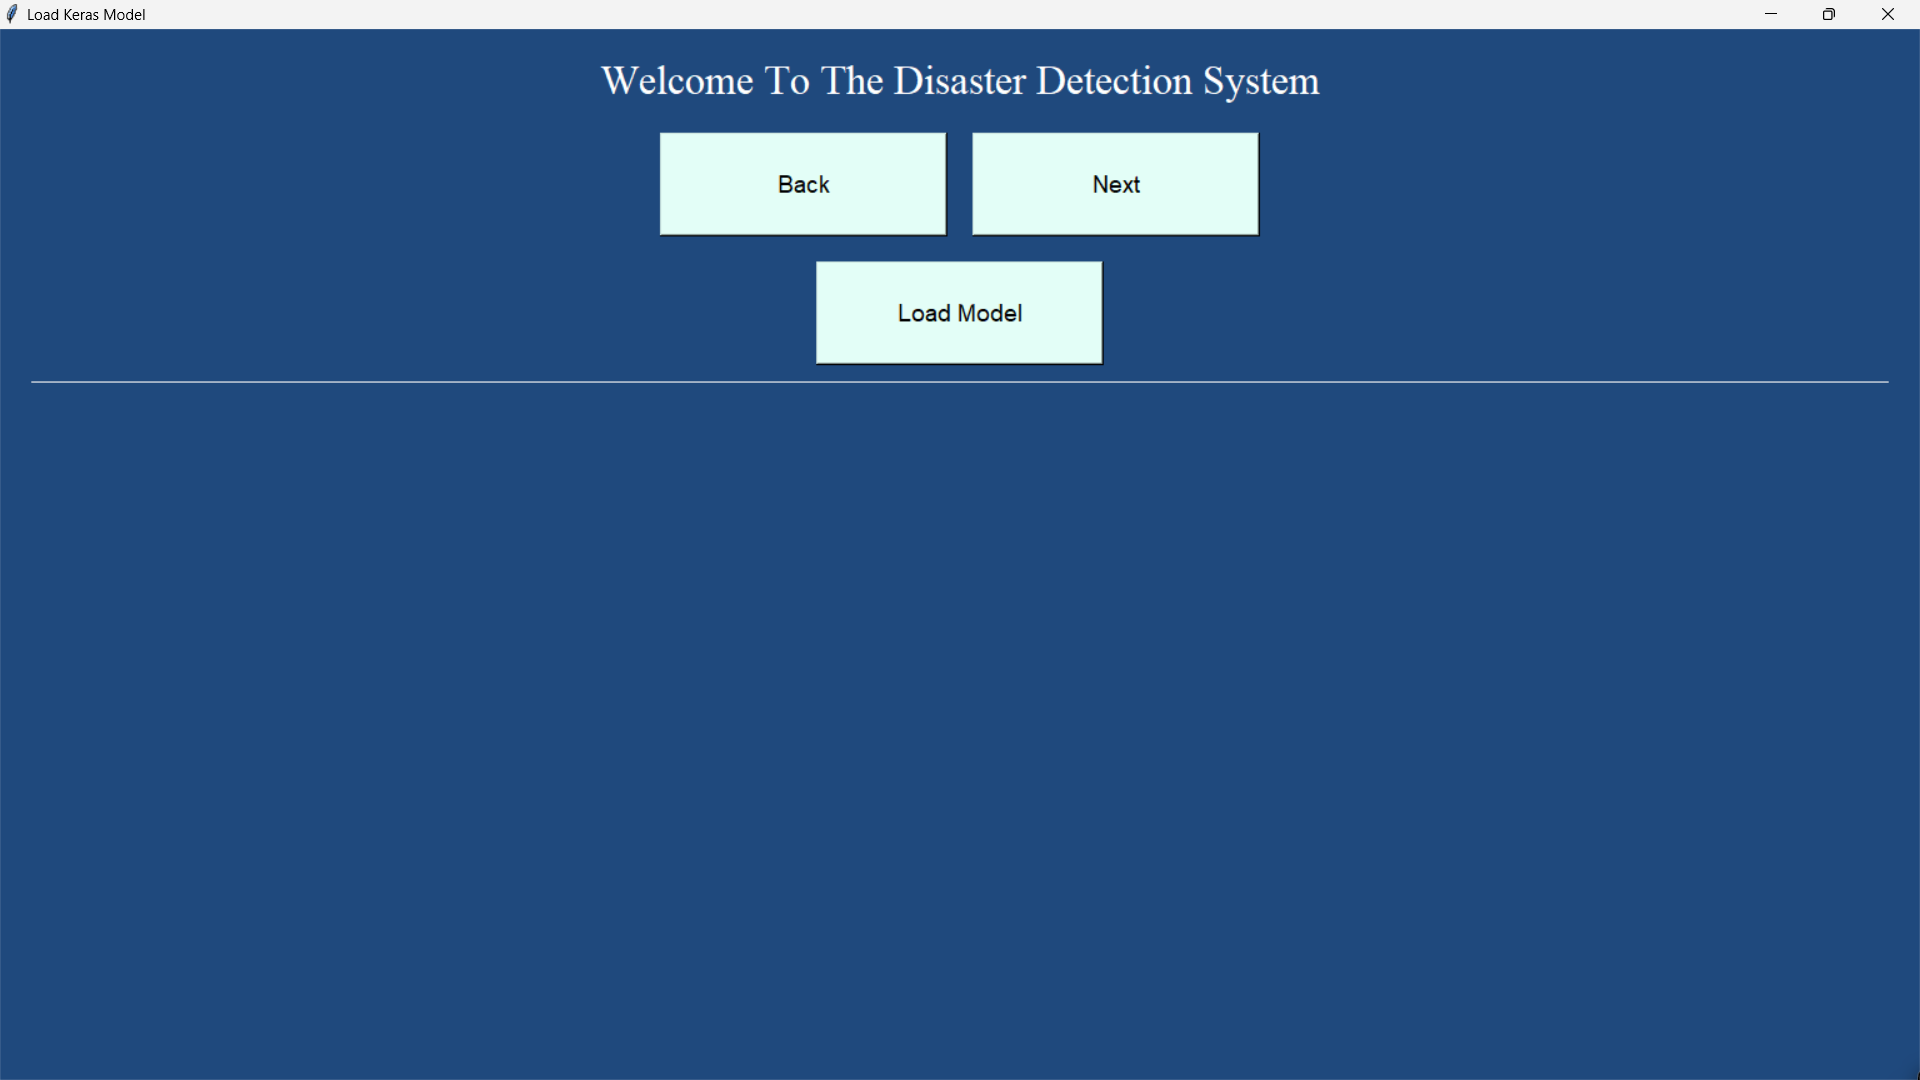 Load Keras Model
Welcome To The Disaster Detection System
Back
Next
Load Model